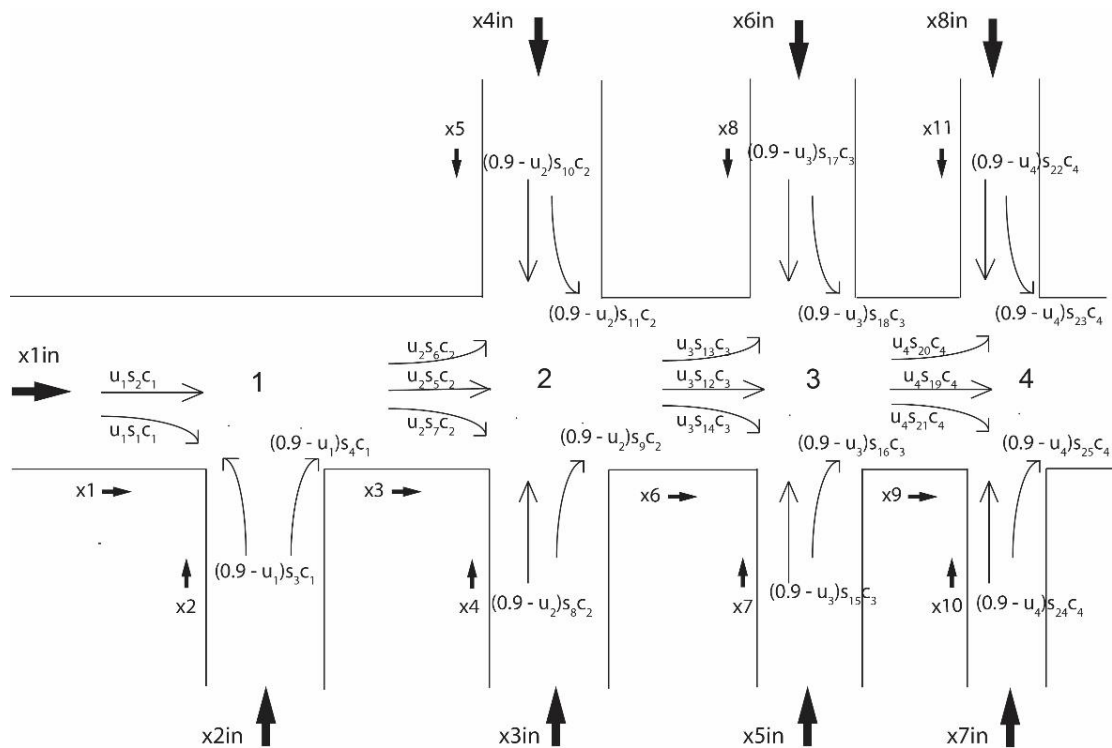 x4in
x6in
x8in
x5
x8
x11
(0.9 - u₂)s₁₀c₂
(0.9 - u₃)s₁₇c₃
(0.9 - u₄)s₂₂c₄
(0.9 - u₂)s₁₁c₂
(0.9 - u₃)s₁₈c₃
(0.9 - u₄)s₂₃c₄
x1in
u₁s₂c₁
u₁s₁c₁
1
u₂s₆c₂
u₂s₅c₂
u₂s₇c₂
2
u₃s₁₃c₃
u₃s₁₂c₃
u₃s₁₄c₃
3
u₄s₂₀c₄
u₄s₁₉c₄
u₄s₂₁c₄
4
(0.9 - u₁)s₄c₁
(0.9 - u₂)s₉c₂
(0.9 - u₃)s₁₆c₃
(0.9 - u₄)s₂₅c₄
x1
x3
x6
x9
(0.9 - u₁)s₃c₁
(0.9 - u₂)s₈c₂
(0.9 - u₃)s₁₅c₃
(0.9 - u₄)s₂₄c₄
x2
x4
x7
x10
x2in
x3in
x5in
x7in